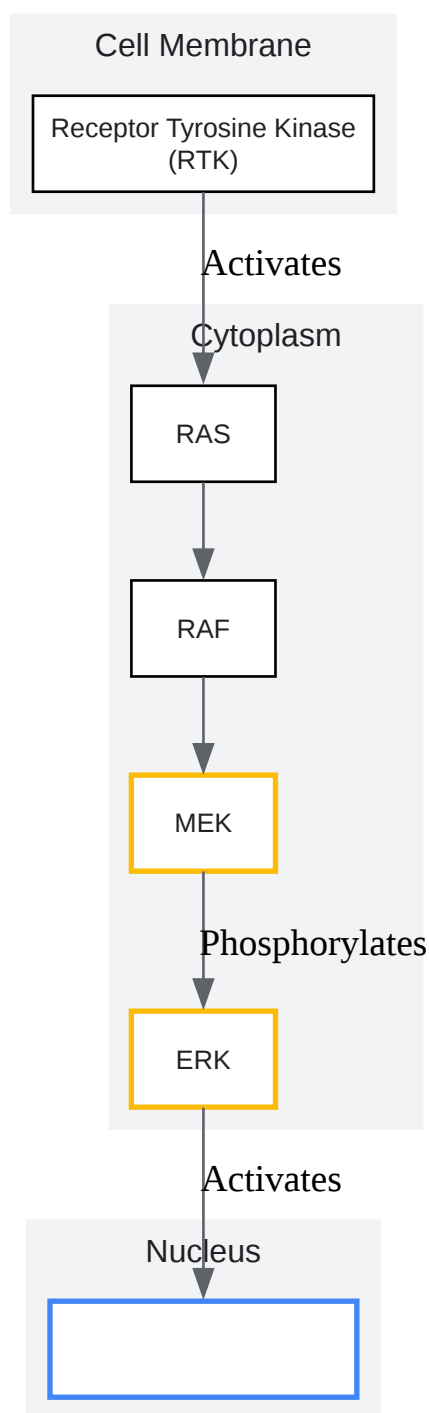 Cell Membrane
Receptor Tyrosine Kinase
(RTK)
Activates
Cytoplasm
RAS
RAF
MEK
Phosphorylates
ERK
Activates
Nucleus